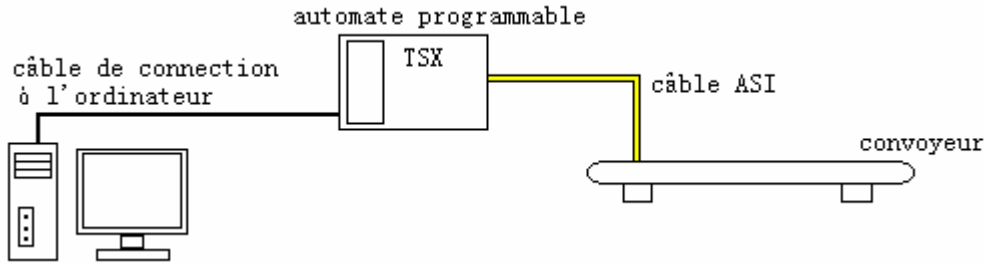 automate programmable
TSX
câble de connection
à l'ordinateur
câble ASI
convoyeur